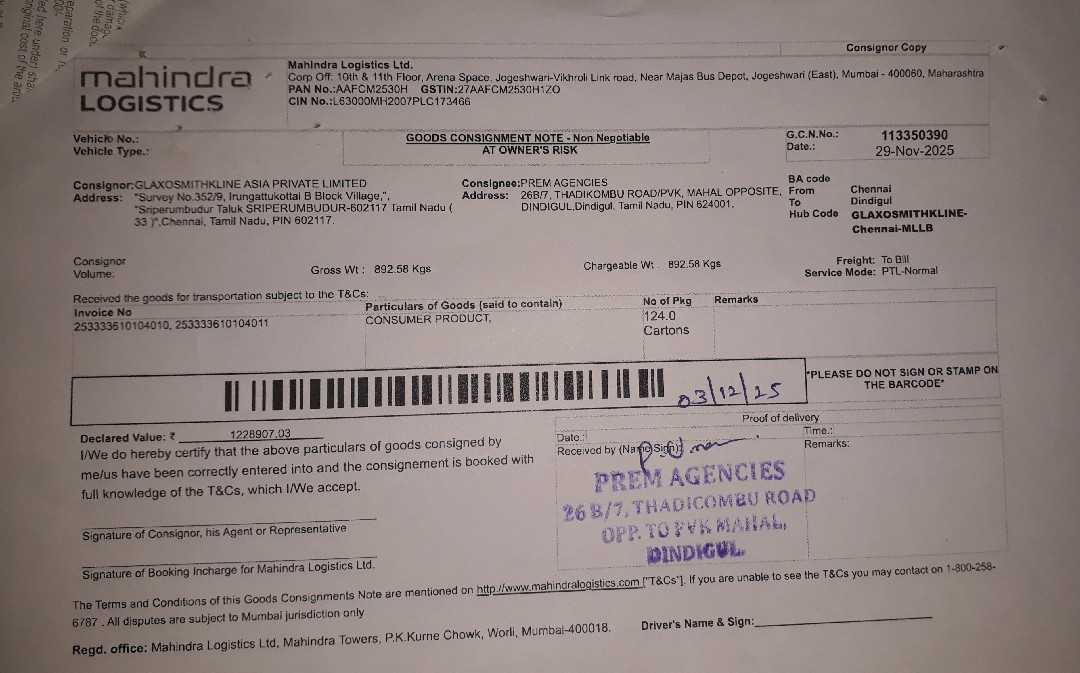 Consignor Copy
mahindra
LOGISTICS
Mahindra Logistics Ltd.
Corp Off: 10th & 11th Floor, Arena Space, Jogeshwari-Vikhroli Link road, Near Majas Bus Depot, Jogeshwari (East), Mumbai - 400060, Maharashtra
PAN No.:AAFCM2530H GSTIN:27AAFCM2530H1ZO
CIN No.:L63000MH2007PLC173466
Vehicle No.:
Vehicle Type.:
GOODS CONSIGNMENT NOTE - Non Negotiable
AT OWNER'S RISK
G.C.N.No.: 113350390
Date.: 29-Nov-2025
Consignor:GLAXOSMITHKLINE ASIA PRIVATE LIMITED
Address: "Survey No.352/9, Irungattukottai B Block Village,",
"Sriperumbudur Taluk SRIPERUMBUDUR-602117 Tamil Nadu (
33 )",Chennai, Tamil Nadu, PIN 602117.
Consignee:PREM AGENCIES
Address: 26B/7, THADIKOMBU ROAD/PVK, MAHAL OPPOSITE,
DINDIGUL,Dindigul, Tamil Nadu, PIN 624001.
BA code
From Chennai
To Dindigul
Hub Code GLAXOSMITHKLINE-
Chennai-MLLB
Consignor
Volume:
Gross Wt : 892.58 Kgs
Chargeable Wt : 892.58 Kgs
Freight: To Bill
Service Mode: PTL-Normal
Received the goods for transportation subject to the T&Cs:
Invoice No
253333610104010, 253333610104011
Particulars of Goods (said to contain)
CONSUMER PRODUCT,
No of Pkg
124.0
Cartons
Remarks
03/12/25
*PLEASE DO NOT SIGN OR STAMP ON
THE BARCODE*
Declared Value: ₹ 1228907.03
I/We do hereby certify that the above particulars of goods consigned by
me/us have been correctly entered into and the consignement is booked with
full knowledge of the T&Cs, which I/We accept.
Proof of delivery
Date.:
Time.:
Received by (Name Sign)
Remarks:
PREM AGENCIES
26 B/7, THADICOMBU ROAD
OPP. TO PVK MAHAL,
DINDIGUL.
Signature of Consignor, his Agent or Representative
Signature of Booking Incharge for Mahindra Logistics Ltd.
The Terms and Conditions of this Goods Consignments Note are mentioned on http://www.mahindralogistics.com ["T&Cs"]. If you are unable to see the T&Cs you may contact on 1-800-258-
6787 . All disputes are subject to Mumbai jurisdiction only
Regd. office: Mahindra Logistics Ltd, Mahindra Towers, P.K.Kurne Chowk, Worli, Mumbai-400018.
Driver's Name & Sign: